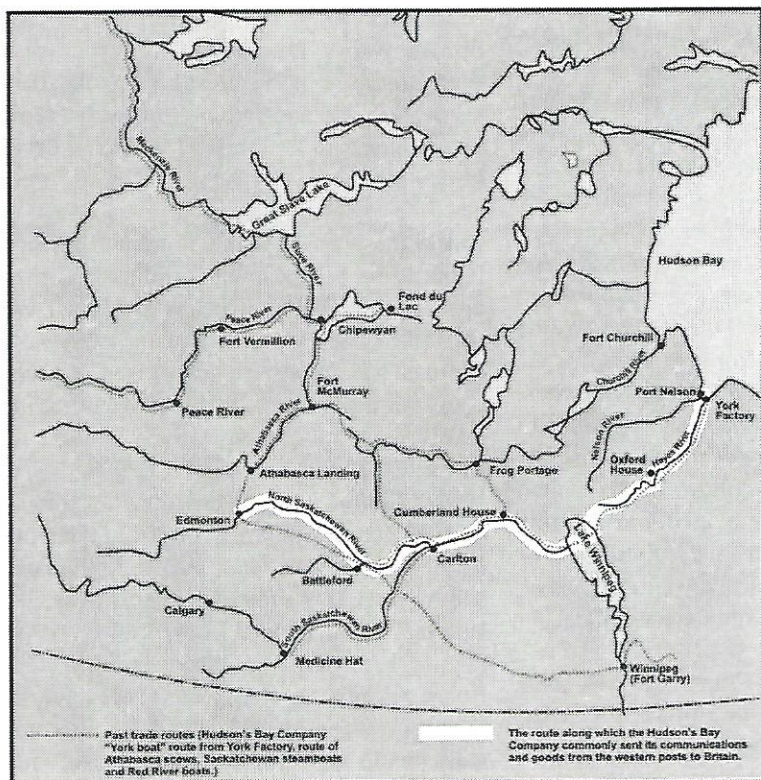 Mackenzie River
Great Slave Lake
Slave River
Hudson Bay
Fond du
Lac
Peace River
Chipewyan
Fort Vermillion
Fort Churchill
Churchill River
Fort
McMurray
Port Nelson
Peace River
York
Factory
Athabaska River
Nelson River
Oxford
House
Hayes River
Athabasca Landing
Frog Portage
North Saskatchewan River
Cumberland House
Edmonton
Lake Winnipeg
Carlton
Battleford
Calgary
South Saskatchewan River
Medicine Hat
Winnipeg
(Fort Garry)
Past trade routes (Hudson's Bay Company
"York boat" route from York Factory, route of
Athabasca scows, Saskatchewan steamboats
and Red River boats.)
The route along which the Hudson's Bay
Company commonly sent its communications
and goods from the western posts to Britain.